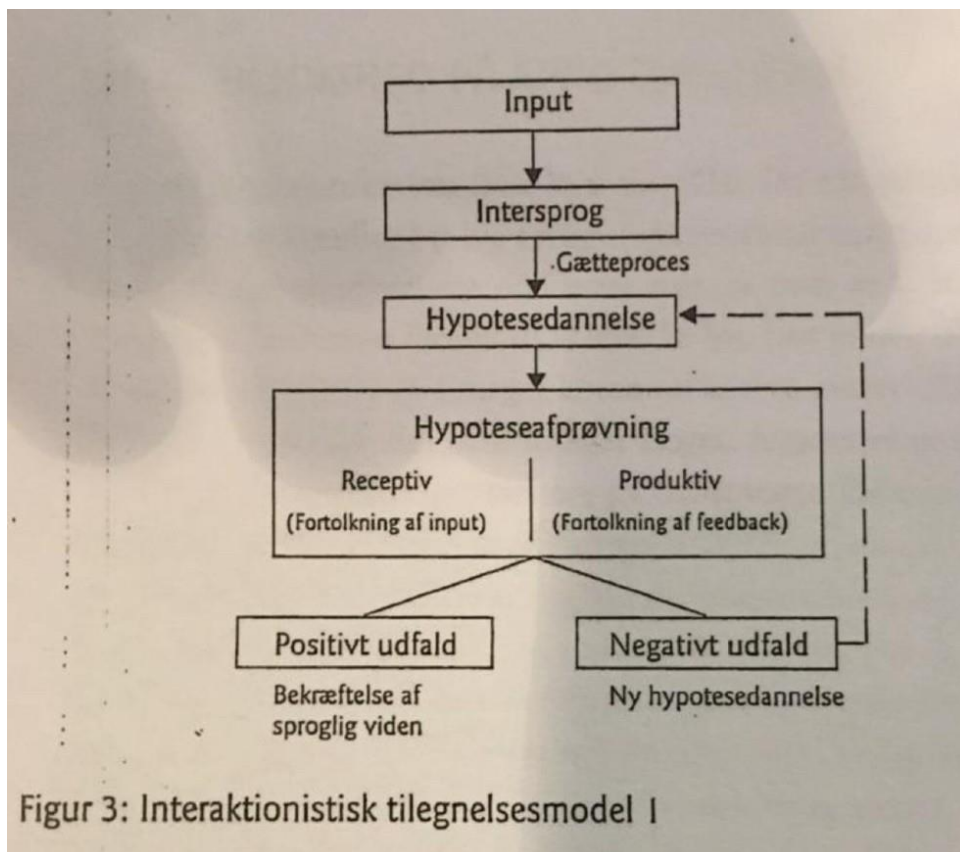 Input
Intersprog
Gætteproces
Hypotesedannelse
Hypoteseafprøvning
Receptiv
(Fortolkning af input)
Produktiv
(Fortolkning af feedback)
Positivt udfald
Bekræftelse af
sproglig viden
Negativt udfald
Ny hypotesedannelse
Figur 3: Interaktionistisk tilegnelsesmodel I